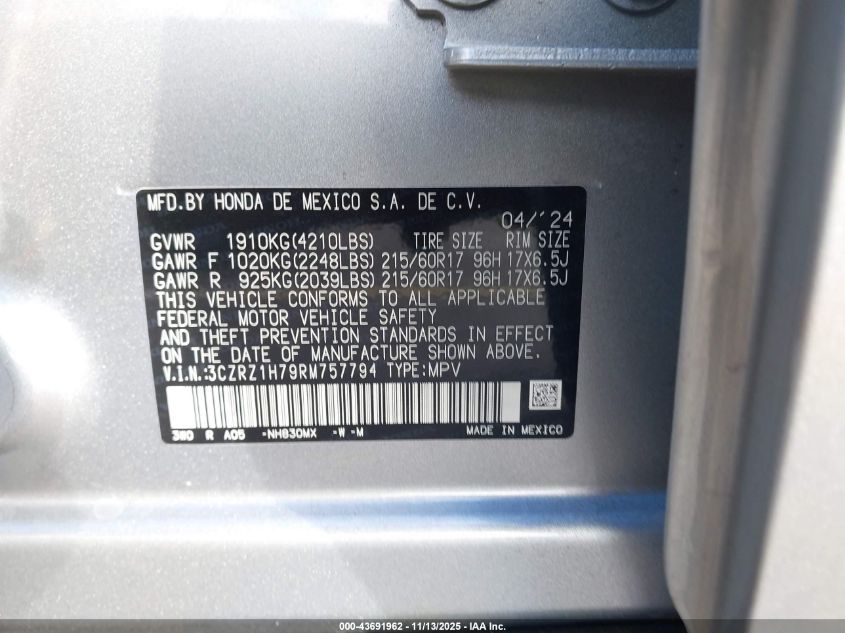 MFD.BY HONDA DE MEXICO S.A. DE C.V.
04/'24
GVWR 1910KG(4210LBS) TIRE SIZE RIM SIZE
GAWR F 1020KG(2248LBS) 215/60R17 96H 17X6.5J
GAWR R 925KG(2039LBS) 215/60R17 96H 17X6.5J
THIS VEHICLE CONFORMS TO ALL APPLICABLE
FEDERAL MOTOR VEHICLE SAFETY
AND THEFT PREVENTION STANDARDS IN EFFECT
ON THE DATE OF MANUFACTURE SHOWN ABOVE.
V.I.N.:3CZRZ1H79RM757794 TYPE:MPV
3G0 R A05 -NH830MX -W -M MADE IN MEXICO
000-43691962 - 11/13/2025 - IAA Inc.